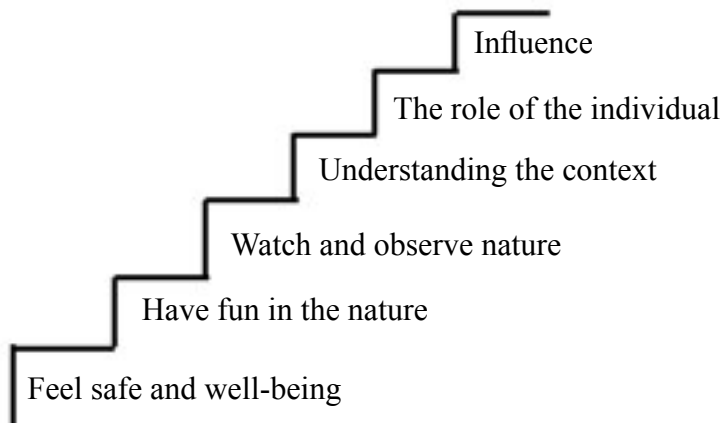 Influence
The role of the individual
Understanding the context
Watch and observe nature
Have fun in the nature
Feel safe and well-being